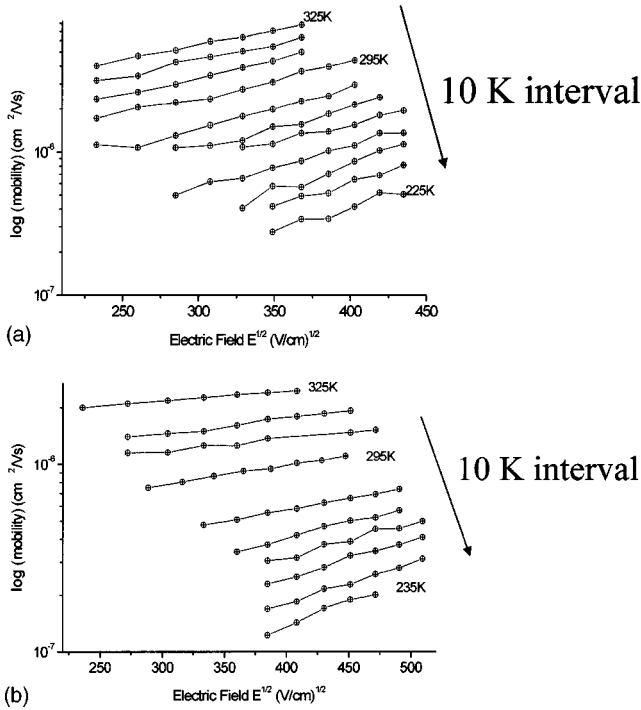 325K
295K
10 K interval
10⁻⁶
225K
10⁻⁷
log (mobility) (cm ²/Vs)
250 300 350 400 450
Electric Field E^1/2 (V/cm)^1/2
(a)
325K
10⁻⁶
295K
10 K interval
235K
10⁻⁷
log (mobility) (cm ²/Vs)
250 300 350 400 450 500
Electric Field E^1/2 (V/cm)^1/2
(b)